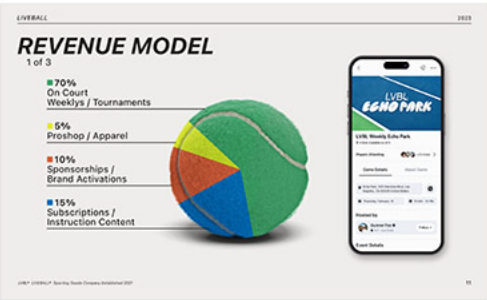 LIVEBALL
2023
REVENUE MODEL
1 of 3
70%
On Court
Weeklys / Tournaments
5%
Proshop / Apparel
10%
Sponsorships /
Brand Activations
15%
Subscriptions /
Instruction Content
LVBL
ECHO PARK
LVBL Weekly Echo Park
Game Details
Hosted by
Follow
Event Details